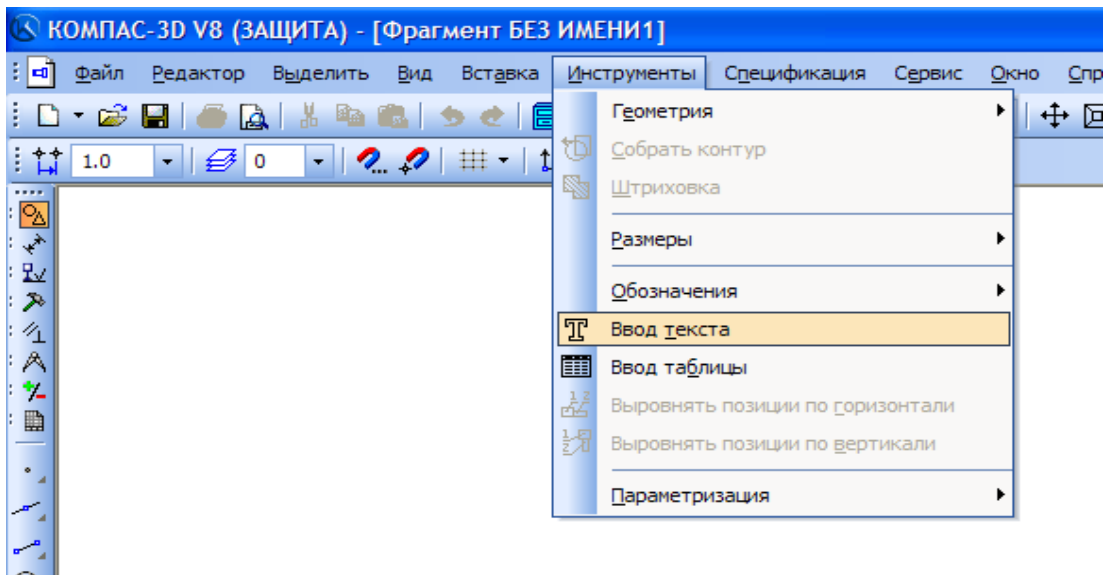 КОМПАС-3D V8 (ЗАЩИТА) - [Фрагмент БЕЗ ИМЕНИ1]
Файл Редактор Выделить Вид Вставка Инструменты Спецификация Сервис Окно Спр
1.0 0
Геометрия
Собрать контур
Штриховка
Размеры
Обозначения
Ввод текста
Ввод таблицы
Выровнять позиции по горизонтали
Выровнять позиции по вертикали
Параметризация